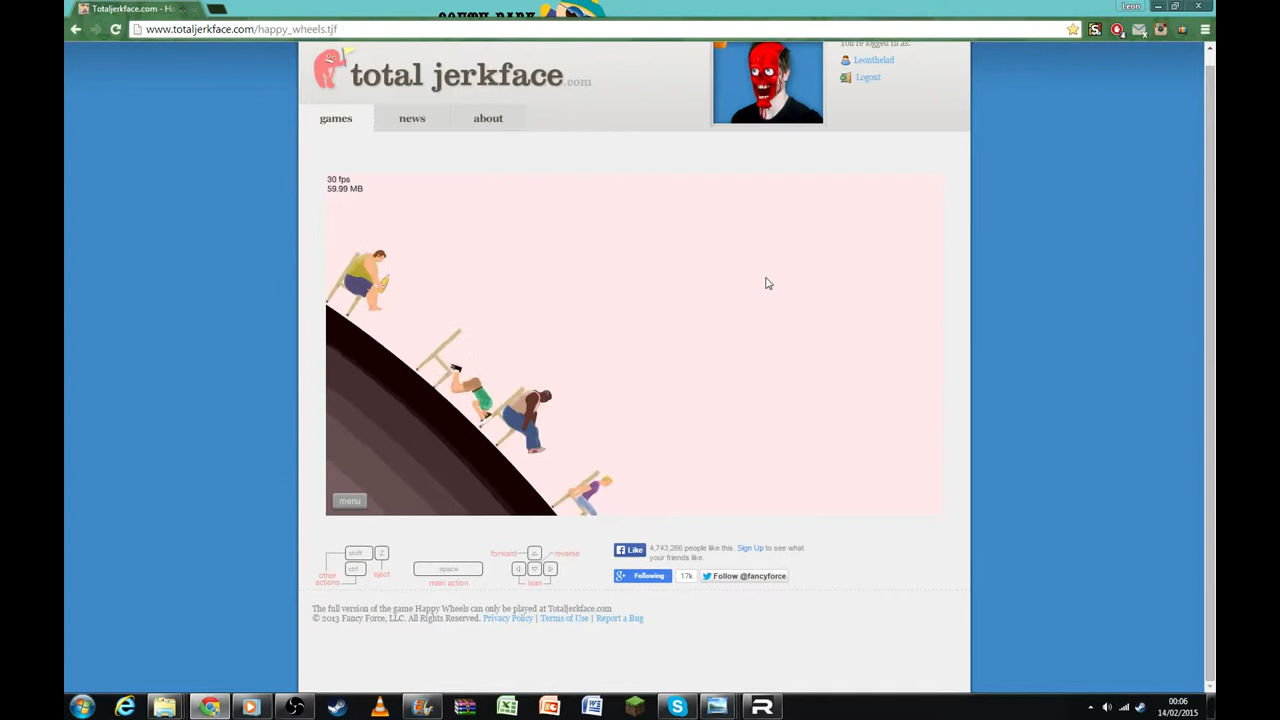 Totaljerkface.com - H
Leon
www.totaljerkface.com/happy_wheels.tjf
total jerkface.com
You're logged in as:
Leonthelad
Logout
games news about
30 fps
59.99 MB
menu
shift Z
ctrl
other actions
eject
space
main action
forward
reverse
lean
Like 4,743,286 people like this. Sign Up to see what
your friends like.
Following 17k Follow @fancyforce
The full version of the game Happy Wheels can only be played at Totaljerkface.com
© 2013 Fancy Force, LLC. All Rights Reserved. Privacy Policy | Terms of Use | Report a Bug
00:06
14/02/2015